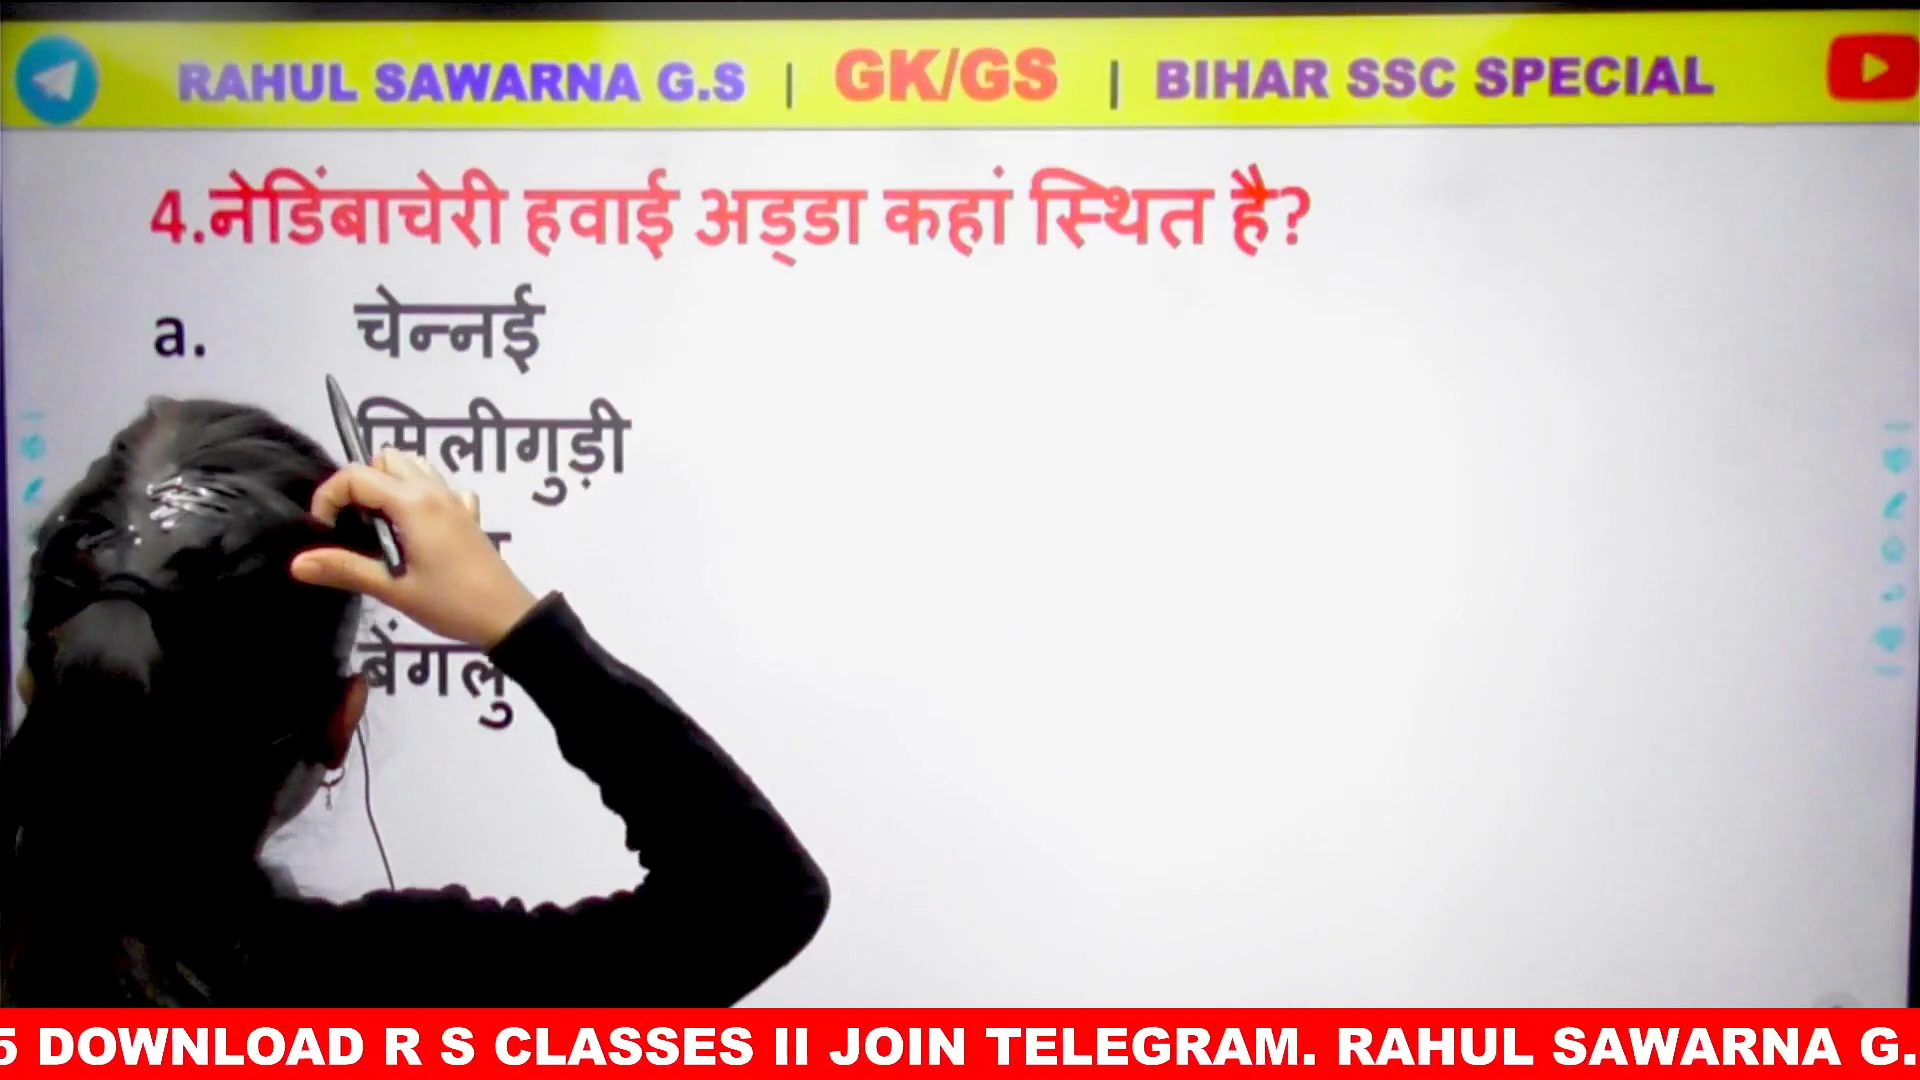 RAHUL SAWARNA G.S | GK/GS | BIHAR SSC SPECIAL
4.नेडिंबाचेरी हवाई अड्डा कहां स्थित है?
a. चेन्नई
सिलीगुड़ी
5 DOWNLOAD R S CLASSES II JOIN TELEGRAM. RAHUL SAWARNA G.